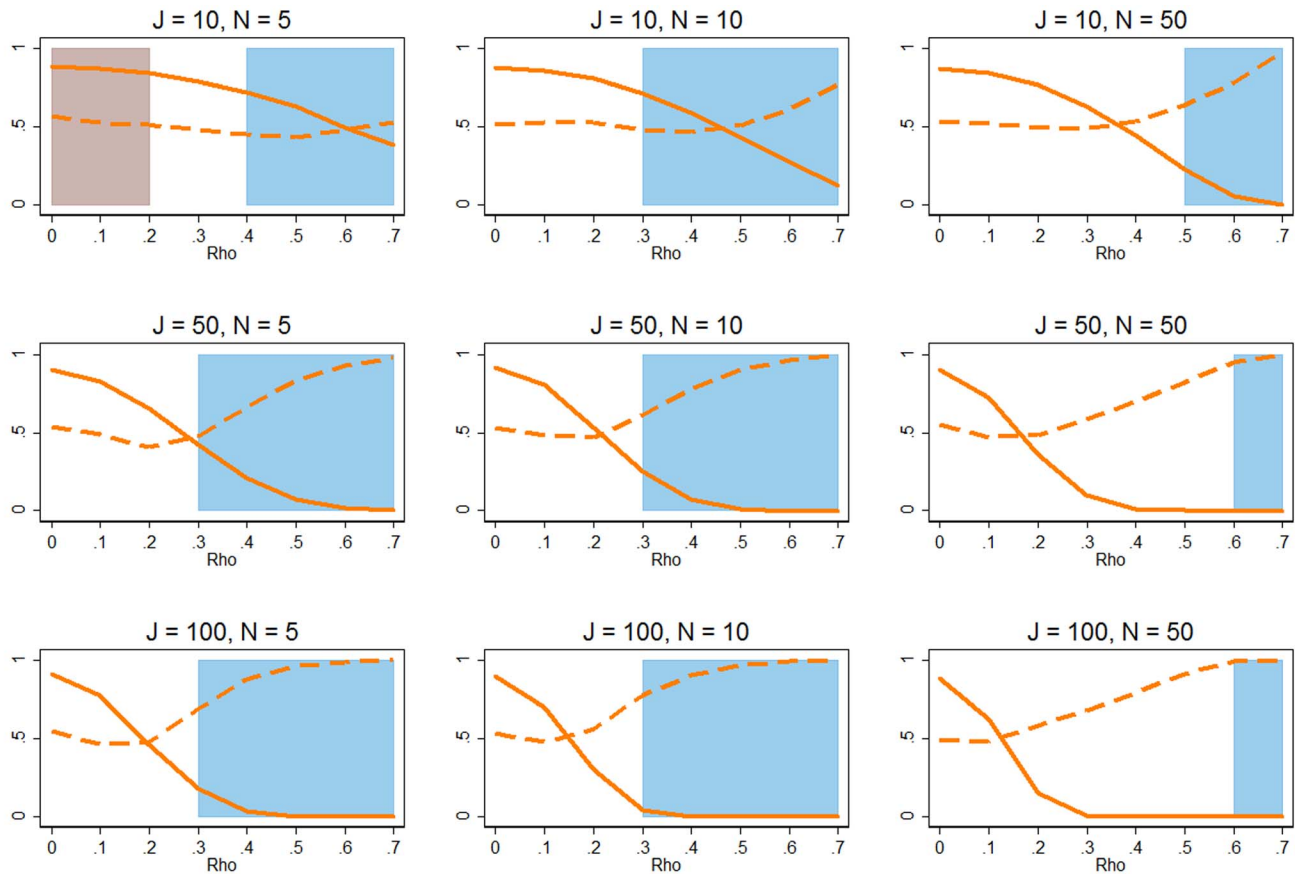 J = 10, N = 5
1
.5
0
0 .1 .2 .3 .4 .5 .6 .7
Rho
J = 10, N = 10
1
.5
0
0 .1 .2 .3 .4 .5 .6 .7
Rho
J = 10, N = 50
1
.5
0
0 .1 .2 .3 .4 .5 .6 .7
Rho
J = 50, N = 5
1
.5
0
0 .1 .2 .3 .4 .5 .6 .7
Rho
J = 50, N = 10
1
.5
0
0 .1 .2 .3 .4 .5 .6 .7
Rho
J = 50, N = 50
1
.5
0
0 .1 .2 .3 .4 .5 .6 .7
Rho
J = 100, N = 5
1
.5
0
0 .1 .2 .3 .4 .5 .6 .7
Rho
J = 100, N = 10
1
.5
0
0 .1 .2 .3 .4 .5 .6 .7
Rho
J = 100, N = 50
1
.5
0
0 .1 .2 .3 .4 .5 .6 .7
Rho